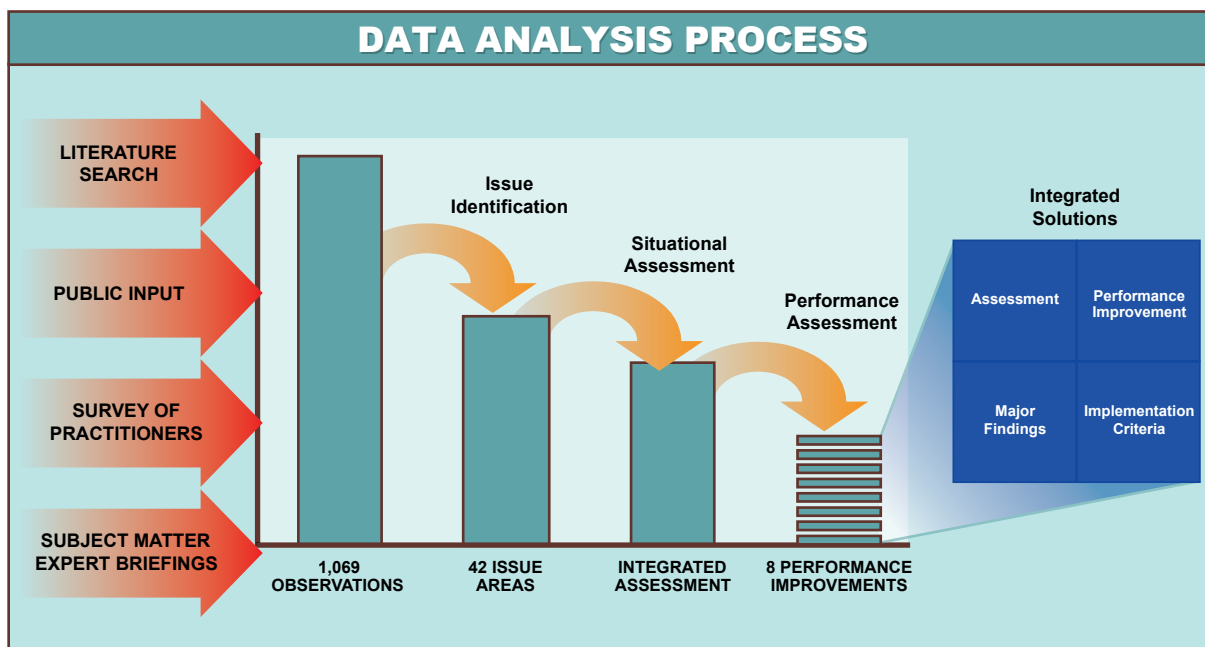 DATA ANALYSIS PROCESS
LITERATURE
SEARCH
PUBLIC INPUT
SURVEY OF
PRACTITIONERS
SUBJECT MATTER
EXPERT BRIEFINGS
Issue
Identification
Situational
Assessment
Performance
Assessment
1,069
OBSERVATIONS
42 ISSUE
AREAS
INTEGRATED
ASSESSMENT
8 PERFORMANCE
IMPROVEMENTS
Integrated
Solutions
Assessment
Performance
Improvement
Major
Findings
Implementation
Criteria